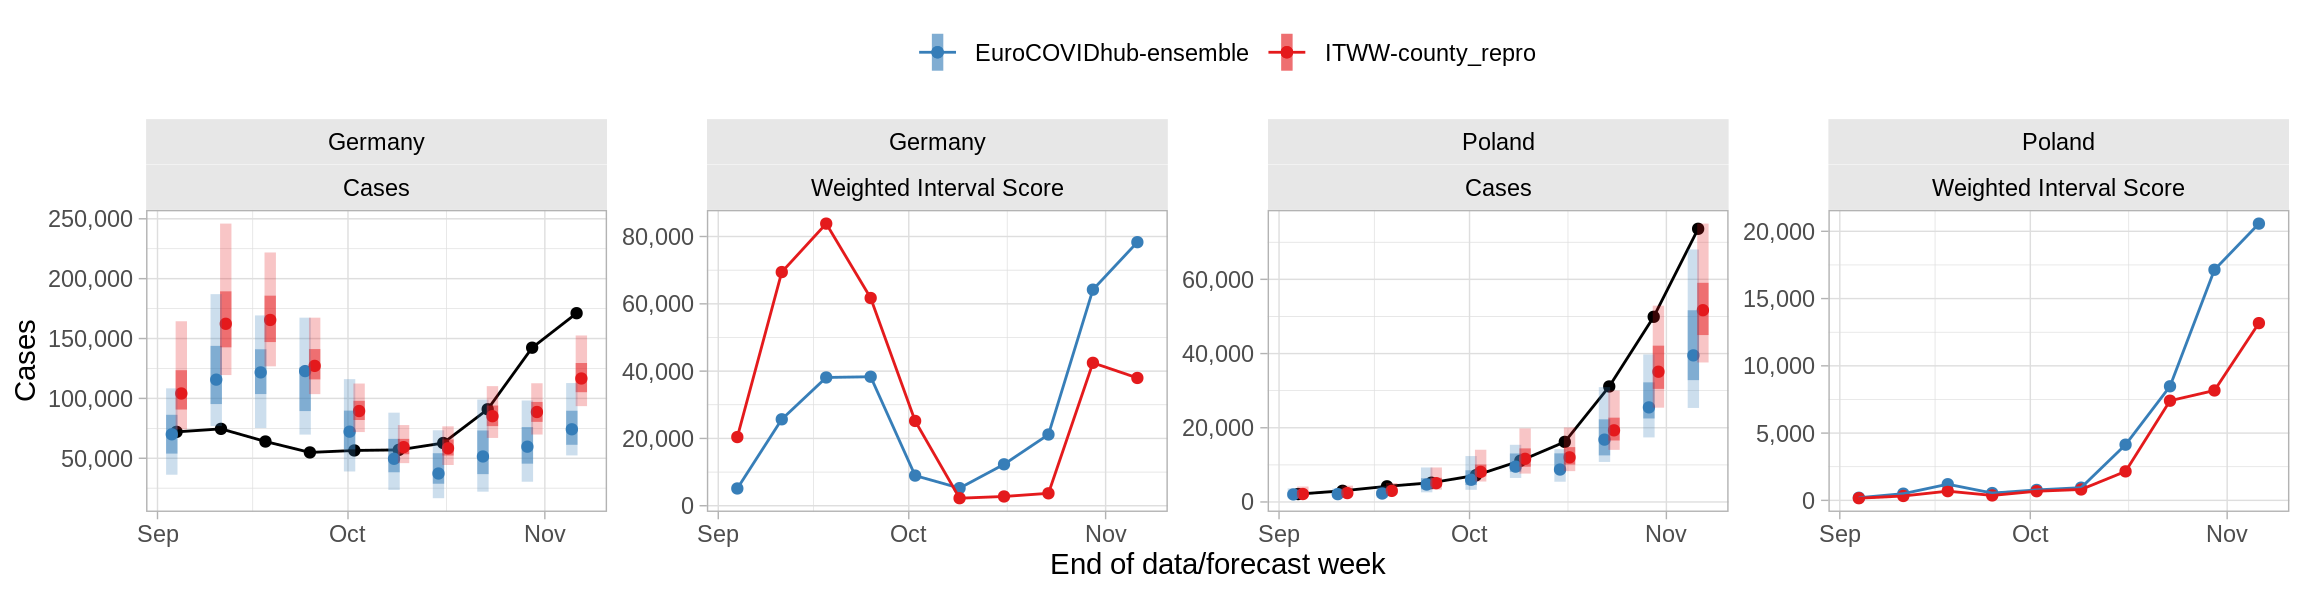 EuroCOVIDhub-ensemble ITWW-county_repro
Germany Germany Poland Poland
Cases Weighted Interval Score Cases Weighted Interval Score
Cases
250,000
200,000
150,000
100,000
50,000
Sep Oct Nov
80,000
60,000
40,000
20,000
0
Sep Oct Nov
60,000
40,000
20,000
0
Sep Oct Nov
20,000
15,000
10,000
5,000
0
Sep Oct Nov
End of data/forecast week